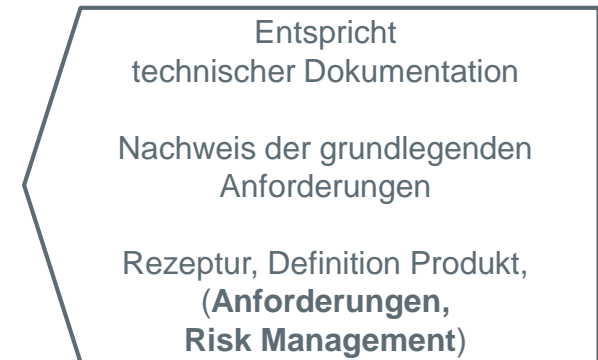 Entspricht
technischer Dokumentation
Nachweis der grundlegenden
Anforderungen
Rezeptur, Definition Produkt,
(Anforderungen,
Risk Management)